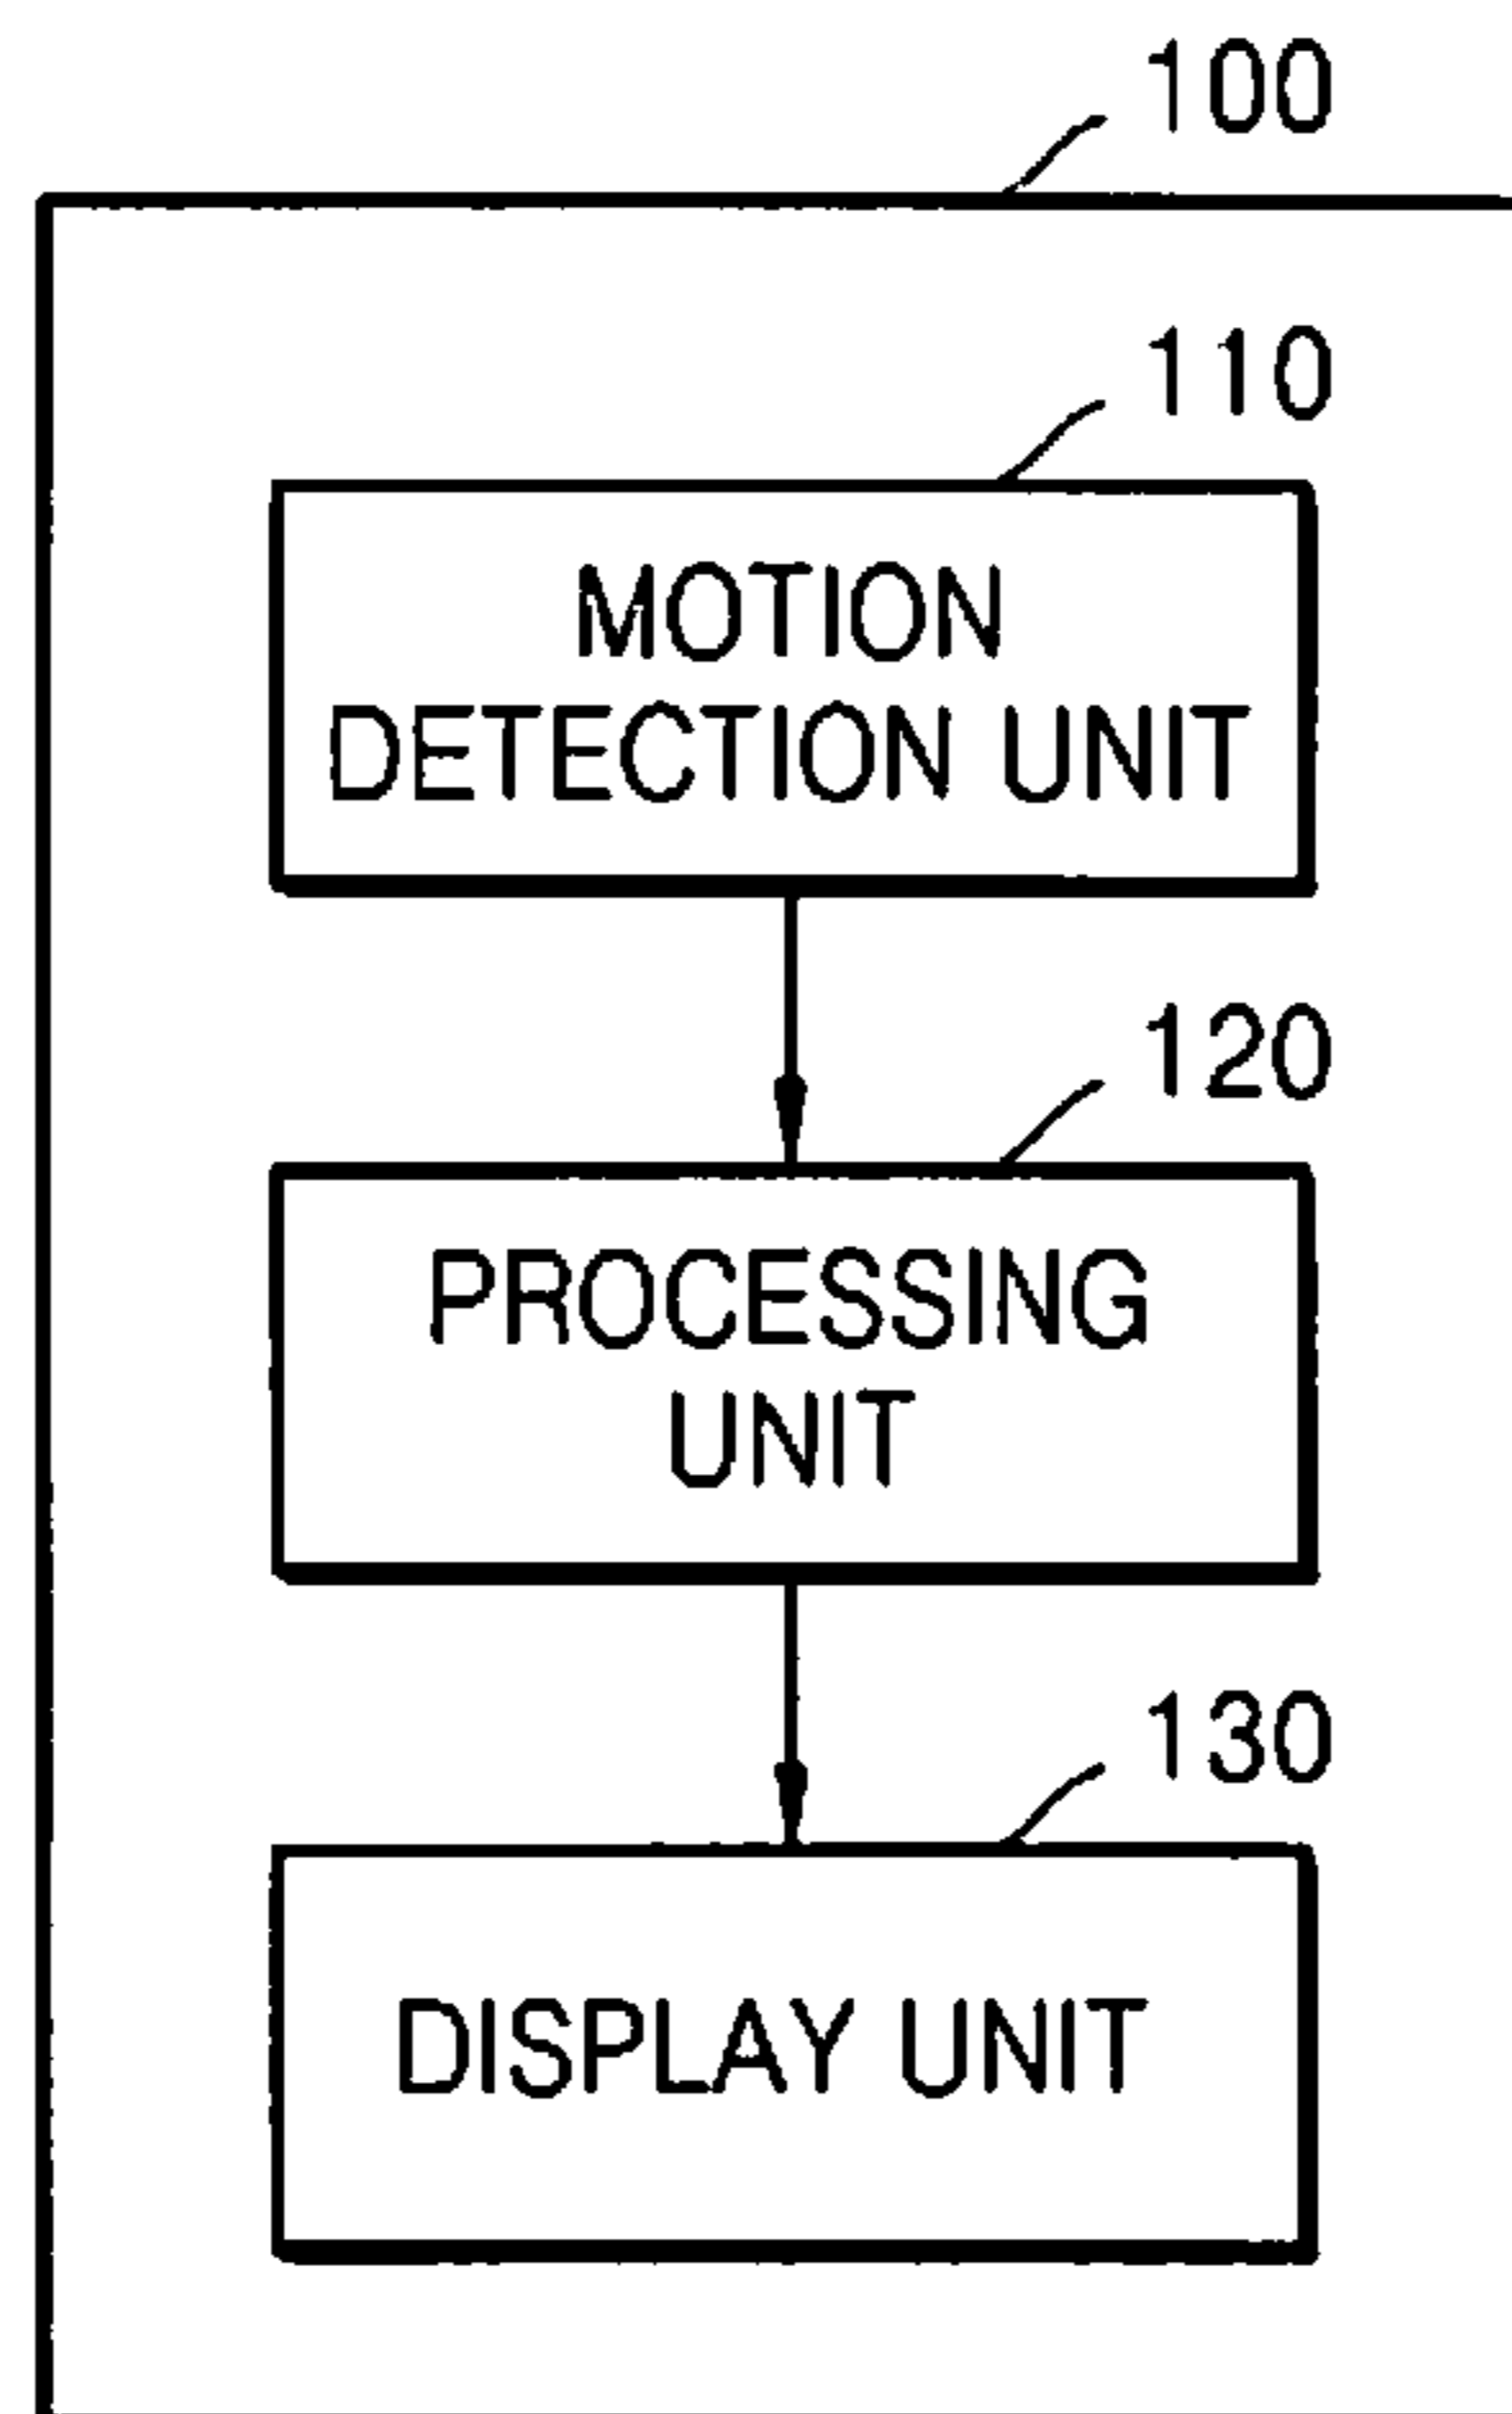 100
110
MOTION
DETECTION UNIT
120
PROCESSING
UNIT
130
DISPLAY UNIT